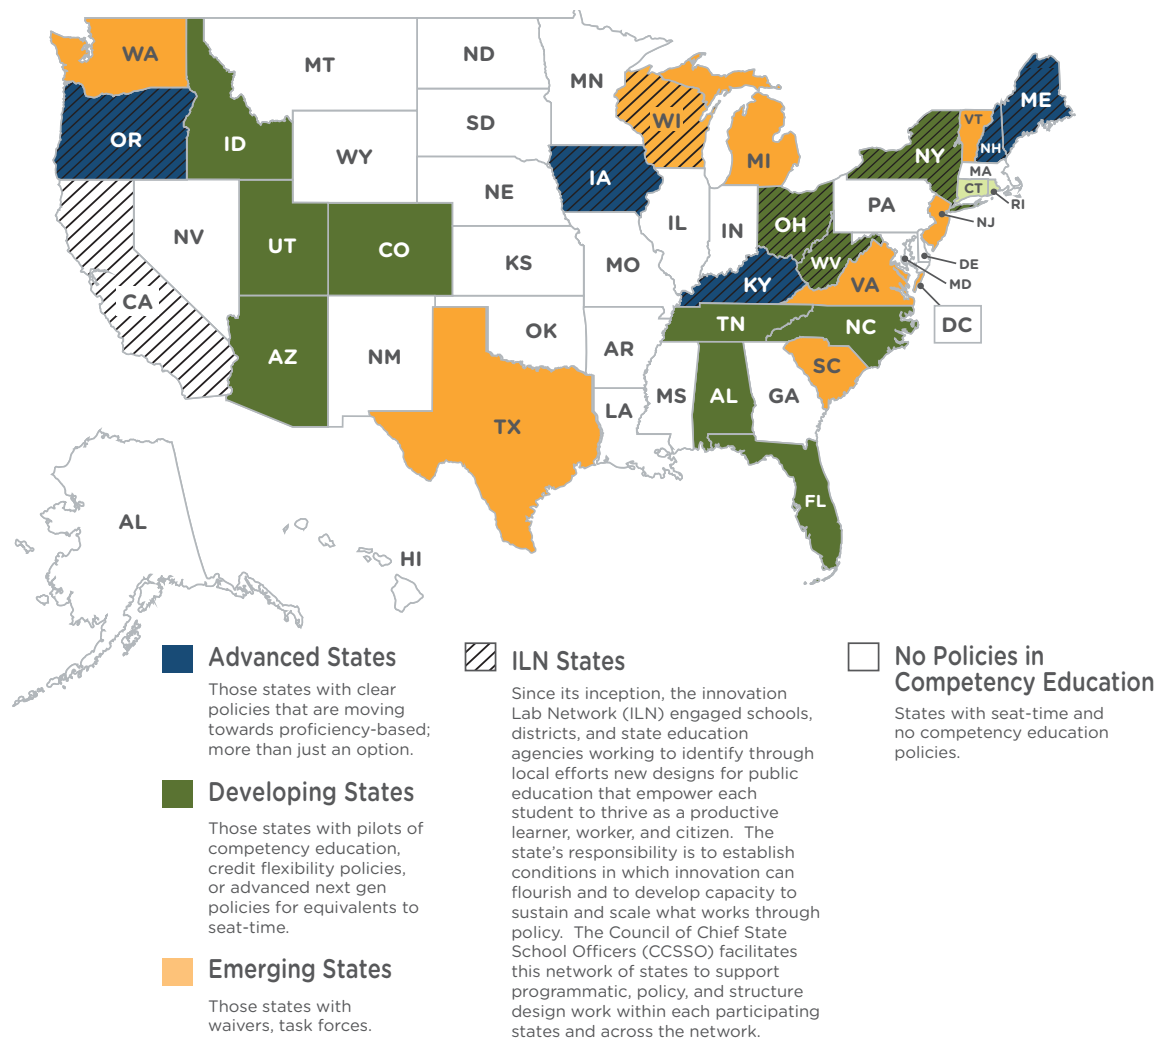 WA
MT
ND
MN
ME
OR
ID
SD
WI
VT
NH
WY
MI
NY
MA
CT
RI
IA
NE
PA
NJ
NV
UT
CO
IL
IN
OH
WV
DE
MD
KS
MO
KY
VA
DC
CA
AZ
NM
OK
AR
TN
NC
SC
TX
LA
MS
AL
GA
FL
AL
HI
Advanced States
Those states with clear
policies that are moving
towards proficiency-based;
more than just an option.
Developing States
Those states with pilots of
competency education,
credit flexibility policies,
or advanced next gen
policies for equivalents to
seat-time.
Emerging States
Those states with
waivers, task forces.
ILN States
Since its inception, the innovation
Lab Network (ILN) engaged schools,
districts, and state education
agencies working to identify through
local efforts new designs for public
education that empower each
student to thrive as a productive
learner, worker, and citizen. The
state's responsibility is to establish
conditions in which innovation can
flourish and to develop capacity to
sustain and scale what works through
policy. The Council of Chief State
School Officers (CCSSO) facilitates
this network of states to support
programmatic, policy, and structure
design work within each participating
states and across the network.
No Policies in
Competency Education
States with seat-time and
no competency education
policies.